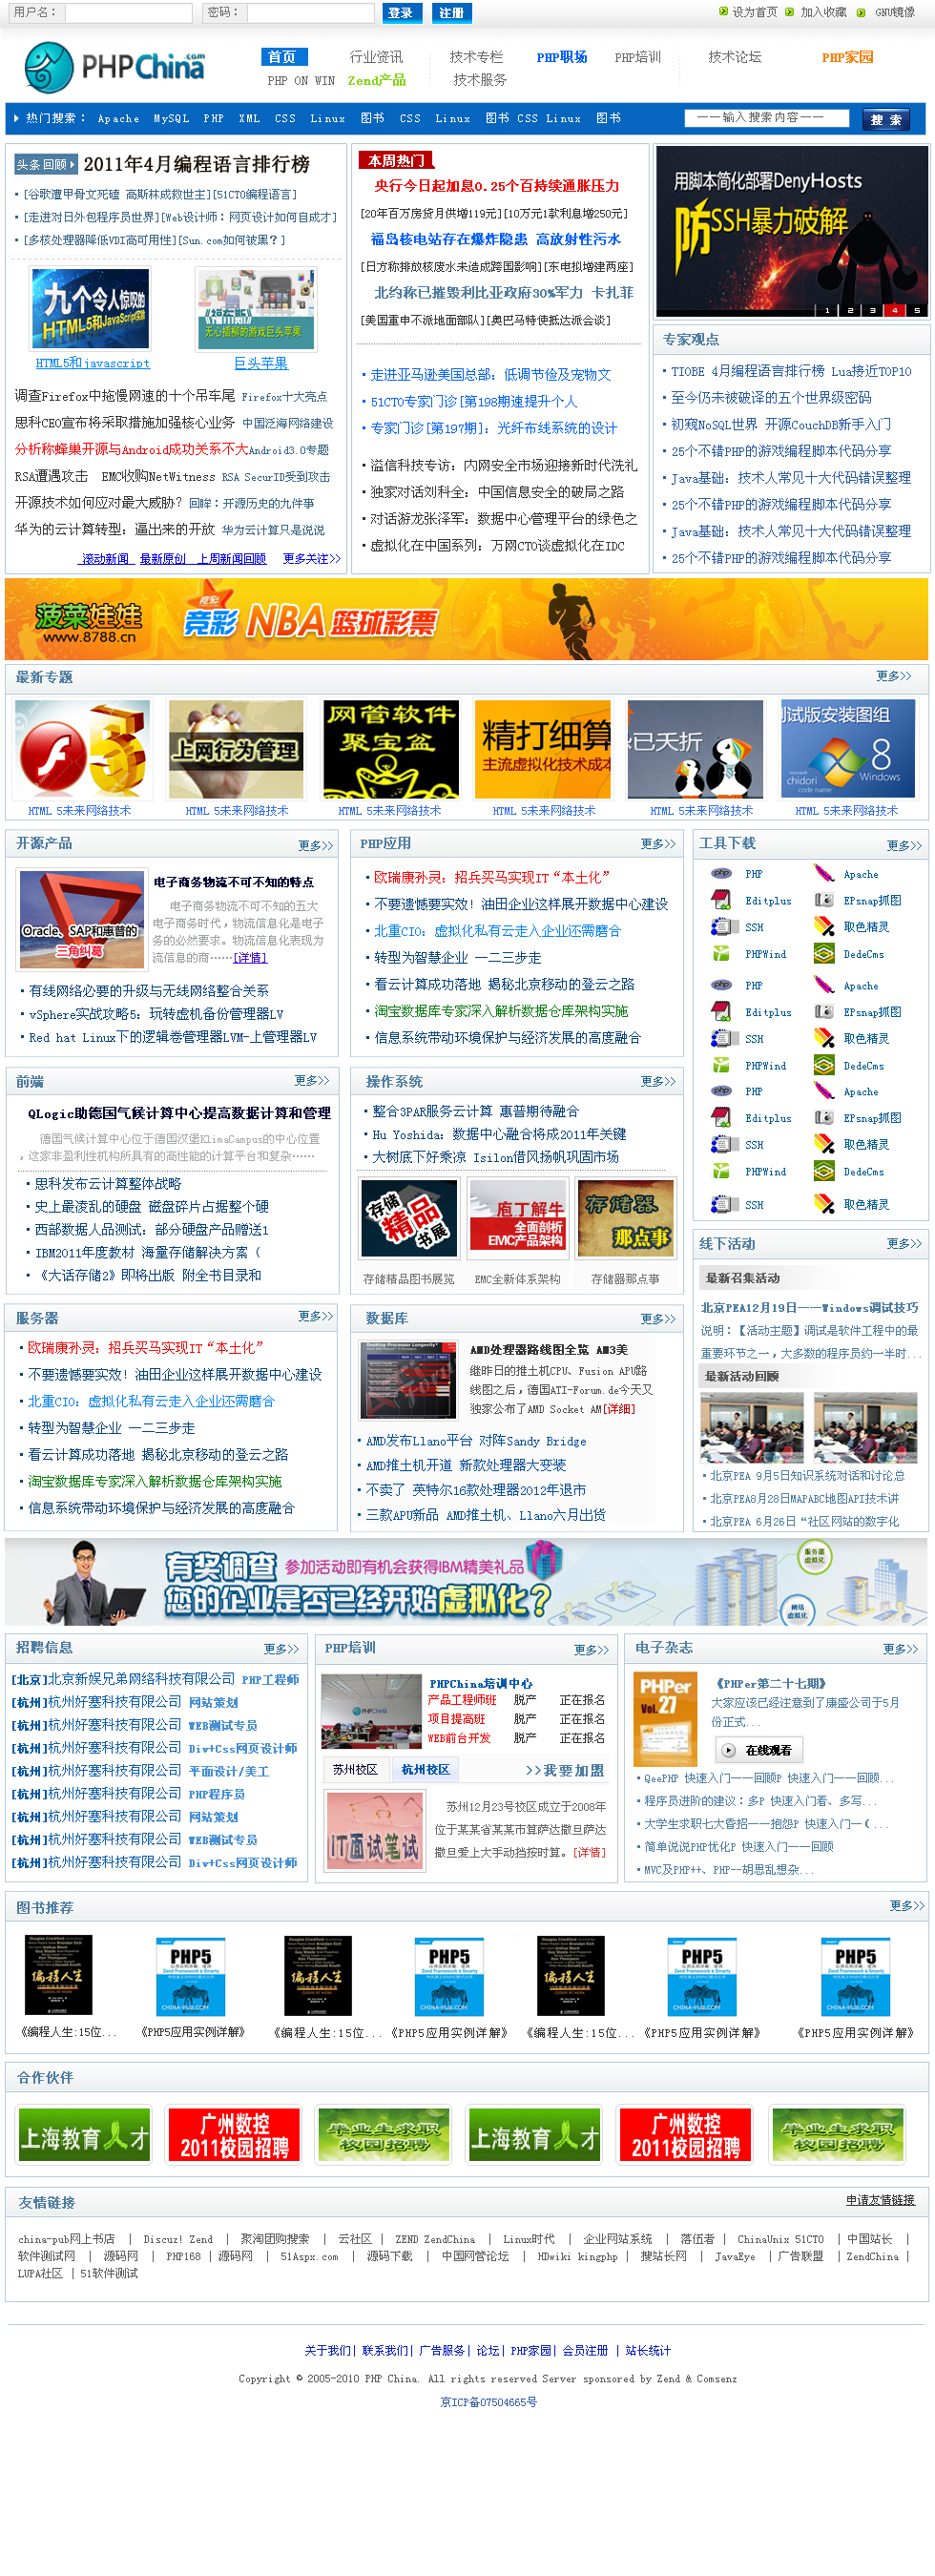 用户名： 密码： 登录 注册 设为首页 加入收藏 GNU镜像
PHPChina.com
首页 行业资讯 技术专栏 PHP职场 PHP培训 技术论坛 PHP家园
PHP ON WIN Zend产品 技术服务
热门搜索： Apache MySQL PHP XML CSS Linux 图书 CSS Linux 图书 CSS Linux 图书 一一输入搜索内容一一 搜 索
头条回顾 2011年4月编程语言排行榜
[谷歌遭甲骨文死磕 高斯林成救世主][51CTO编程语言]
[走进对日外包程序员世界][Web设计师：网页设计如何自成才]
[多核处理器降低VDI高可用性][Sun.com如何被黑？]
九个令人惊叹的
HTML5和JavaScript实验
《福布斯》
无心插柳的游戏巨头苹果
HTML5和javascript 巨头苹果
调查Firefox中拖慢网速的十个吊车尾 Firefox十大亮点
思科CEO宣布将采取措施加强核心业务 中国泛海网络建设
分析称蜂巢开源与Android成功关系不大Android3.0专题
RSA遭遇攻击 EMC收购NetWitness RSA SecurID受到攻击
开源技术如何应对最大威胁？回眸：开源历史的九件事
华为的云计算转型：逼出来的开放 华为云计算只是说说
滚动新闻 最新原创 上周新闻回顾 更多关注>>
本周热门
央行今日起加息0.25个百持续通胀压力
[20年百万房贷月供增119元][10万元1款利息增250元]
福岛核电站存在爆炸隐患 高放射性污水
[日方称排放核废水未造成跨国影响][东电拟增建两座]
北约称已摧毁利比亚政府30%军力 卡扎菲
[美国重申不派地面部队][奥巴马特使抵达派会谈]
走进亚马逊美国总部：低调节俭及宠物文
51CTO专家门诊[第198期速提升个人
专家门诊[第197期]：光纤布线系统的设计
溢信科技专访：内网安全市场迎接新时代洗礼
独家对话刘科全：中国信息安全的破局之路
对话游龙张泽军：数据中心管理平台的绿色之
虚拟化在中国系列：万网CTO谈虚拟化在IDC
用脚本简化部署DenyHosts
防SSH暴力破解
1 2 3 4 5
专家观点
TIOBE 4月编程语言排行榜 Lua接近TOP10
至今仍未被破译的五个世界级密码
初窥NoSQL世界 开源CouchDB新手入门
25个不错PHP的游戏编程脚本代码分享
Java基础：技术人常见十大代码错误整理
25个不错PHP的游戏编程脚本代码分享
Java基础：技术人常见十大代码错误整理
25个不错PHP的游戏编程脚本代码分享
菠菜娃娃
www.8788.cn
竞彩 NBA 篮球彩票
最新专题 更多>>
上网行为管理
网管软件
聚宝盆
精打细算
主流虚拟化技术成本
已夭折
测试版安装图组
chidori
code name
8
Windows
HTML 5未来网络技术 HTML 5未来网络技术 HTML 5未来网络技术 HTML 5未来网络技术 HTML 5未来网络技术 HTML 5未来网络技术
开源产品 更多>>
Oracle、SAP和惠普的
三角纠葛
电子商务物流不可不知的特点
电子商务物流不可不知的五大
电子商务时代，物流信息化是电子
务的必然要求。物流信息化表现为
流信息的商……[详情]
有线网络必要的升级与无线网络整合关系
vSphere实战攻略5：玩转虚机备份管理器LV
Red hat Linux下的逻辑卷管理器LVM-上管理器LV
PHP应用 更多>>
欧瑞康孙灵：招兵买马实现IT“本土化”
不要遗憾要实效！油田企业这样展开数据中心建设
北重CIO：虚拟化私有云走入企业还需磨合
转型为智慧企业 一二三步走
看云计算成功落地 揭秘北京移动的登云之路
淘宝数据库专家深入解析数据仓库架构实施
信息系统带动环境保护与经济发展的高度融合
工具下载 更多>>
PHP Apache
Editplus EPsnap抓图
SSH 取色精灵
PHPWind DedeCms
PHP Apache
Editplus EPsnap抓图
SSH 取色精灵
PHPWind DedeCms
PHP Apache
Editplus EPsnap抓图
SSH 取色精灵
PHPWind DedeCms
SSH 取色精灵
前端 更多>>
QLogic助德国气候计算中心提高数据计算和管理
德国气候计算中心位于德国汉堡KlimaCampus的中心位置
，这家非盈利性机构所具有的高性能的计算平台和复杂……
思科发布云计算整体战略
史上最凌乱的硬盘 磁盘碎片占据整个硬
西部数据人品测试：部分硬盘产品赠送1
IBM2011年度教材 海量存储解决方案（
《大话存储2》即将出版 附全书目录和
操作系统 更多>>
整合3PAR服务云计算 惠普期待融合
Hu Yoshida：数据中心融合将成2011年关键
大树底下好乘凉 Isilon借风扬帆巩固市场
存储
精品
书展
庖丁解牛
全面剖析
EMC产品架构
存储器
那点事
存储精品图书展览 EMC全新体系架构 存储器那点事
线下活动 更多>>
最新召集活动
北京PEA12月19日——Windows调试技巧
说明：【活动主题】调试是软件工程中的最
重要环节之一，大多数的程序员约一半时...
最新活动回顾
北京PEA 9月5日知识系统对话和讨论总
北京PEA8月28日MAPABC地图API技术讲
北京PEA 6月26日“社区网站的数字化
服务器 更多>>
欧瑞康孙灵：招兵买马实现IT“本土化”
不要遗憾要实效！油田企业这样展开数据中心建设
北重CIO：虚拟化私有云走入企业还需磨合
转型为智慧企业 一二三步走
看云计算成功落地 揭秘北京移动的登云之路
淘宝数据库专家深入解析数据仓库架构实施
信息系统带动环境保护与经济发展的高度融合
数据库 更多>>
AMD处理器路线图全览 AM3美
继昨日的推土机CPU、Fusion APU路
线图之后，德国ATI-Forum.de今天又
独家公布了AMD Socket AM[详细]
AMD发布Llano平台 对阵Sandy Bridge
AMD推土机开道 新款处理器大变装
不卖了 英特尔16款处理器2012年退市
三款APU新品 AMD推土机、Llano六月出货
有奖调查 参加活动即有机会获得IBM精美礼品
您的企业是否已经开始虚拟化？
服务器
虚拟化
网络
虚拟化
招聘信息 更多>>
[北京]北京新娱兄弟网络科技有限公司 PHP工程师
[杭州]杭州好塞科技有限公司 网站策划
[杭州]杭州好塞科技有限公司 WEB测试专员
[杭州]杭州好塞科技有限公司 Div+Css网页设计师
[杭州]杭州好塞科技有限公司 平面设计/美工
[杭州]杭州好塞科技有限公司 PHP程序员
[杭州]杭州好塞科技有限公司 网站策划
[杭州]杭州好塞科技有限公司 WEB测试专员
[杭州]杭州好塞科技有限公司 Div+Css网页设计师
PHP培训 更多>>
PHPChina培训中心
产品工程师班 脱产 正在报名
项目提高班 脱产 正在报名
WEB前台开发 脱产 正在报名
苏州校区 杭州校区 >>我要加盟
IT面试笔试
苏州12月23号校区成立于2008年
位于某某省某某市算萨达撒旦萨达
撒旦爱上大手动挡按时算。[详情]
电子杂志 更多>>
PHPer
Vol.
27
《PHPer第二十七期》
大家应该已经注意到了康盛公司于5月
份正式...
在线观看
QeePHP 快速入门一一回顾P 快速入门一一回顾...
程序员进阶的建议：多P 快速入门看、多写...
大学生求职七大昏招一一抱怨P 快速入门一（...
简单说说PHP优化P 快速入门一一回顾
MVC及PHP++、PHP--胡思乱想杂...
图书推荐 更多>>
编程人生 PHP5 编程人生 PHP5 编程人生 PHP5 PHP5
《编程人生:15位... 《PHP5应用实例详解》 《编程人生:15位... 《PHP5应用实例详解》 《编程人生:15位... 《PHP5应用实例详解》 《PHP5应用实例详解》
合作伙伴
上海教育人才 广州数控 2011校园招聘 毕业生求职 校园招聘 上海教育人才 广州数控 2011校园招聘 毕业生求职 校园招聘
友情链接 申请友情链接
china-pub网上书店 | Discuz! Zend | 聚淘团购搜索 | 云社区 | ZEND ZendChina | Linux时代 | 企业网站系统 | 落伍者 | ChinaUnix 51CTO | 中国站长 |
软件测试网 | 源码网 | PHP168 | 源码网 | 51Aspx.com | 源码下载 | 中国网管论坛 | HDwiki kingphp | 搜站长网 | JavaEye | 广告联盟 | ZendChina |
LUPA社区 | 51软件测试
关于我们| 联系我们| 广告服务| 论坛| PHP家园| 会员注册 | 站长统计
Copyright © 2005-2010 PHP China. All rights reserved Server sponsored by Zend & Comsenz
京ICP备07504665号